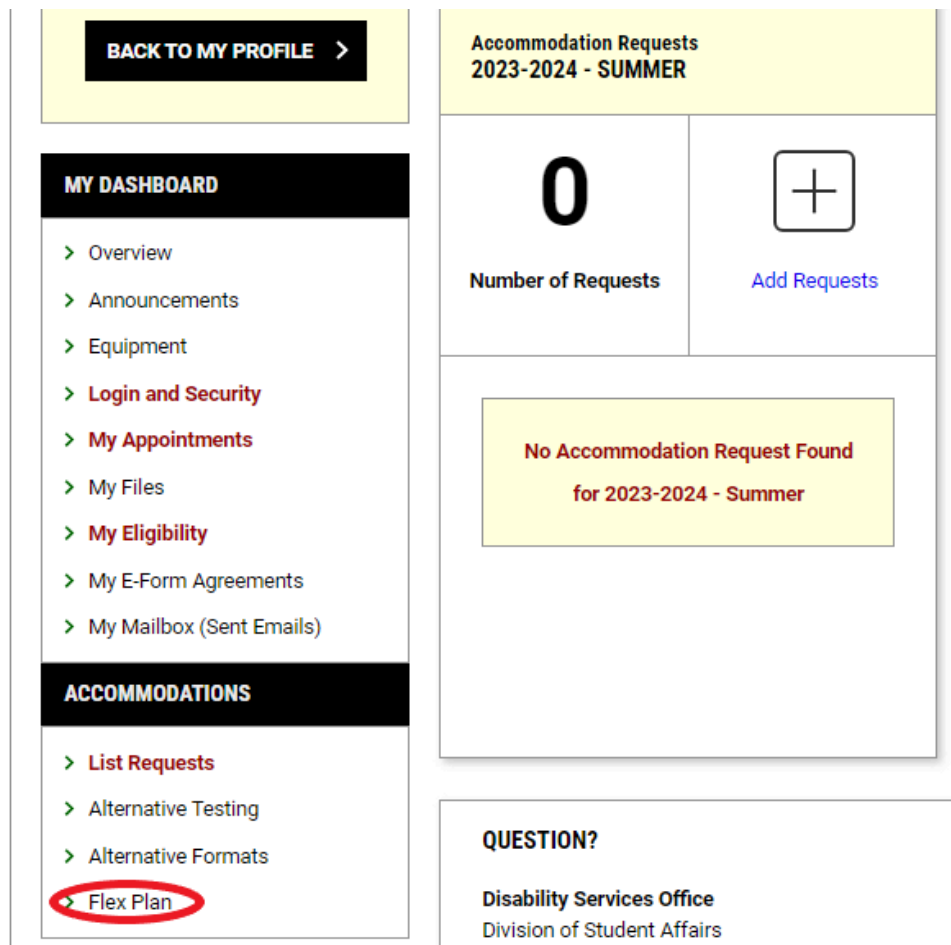 BACK TO MY PROFILE
MY DASHBOARD
Overview
Announcements
Equipment
Login and Security
My Appointments
My Files
My Eligibility
My E-Form Agreements
My Mailbox (Sent Emails)
ACCOMMODATIONS
List Requests
Alternative Testing
Alternative Formats
Flex Plan
Accommodation Requests
2023-2024 - SUMMER
0
Number of Requests
Add Requests
No Accommodation Request Found
for 2023-2024 - Summer
QUESTION?
Disability Services Office
Division of Student Affairs